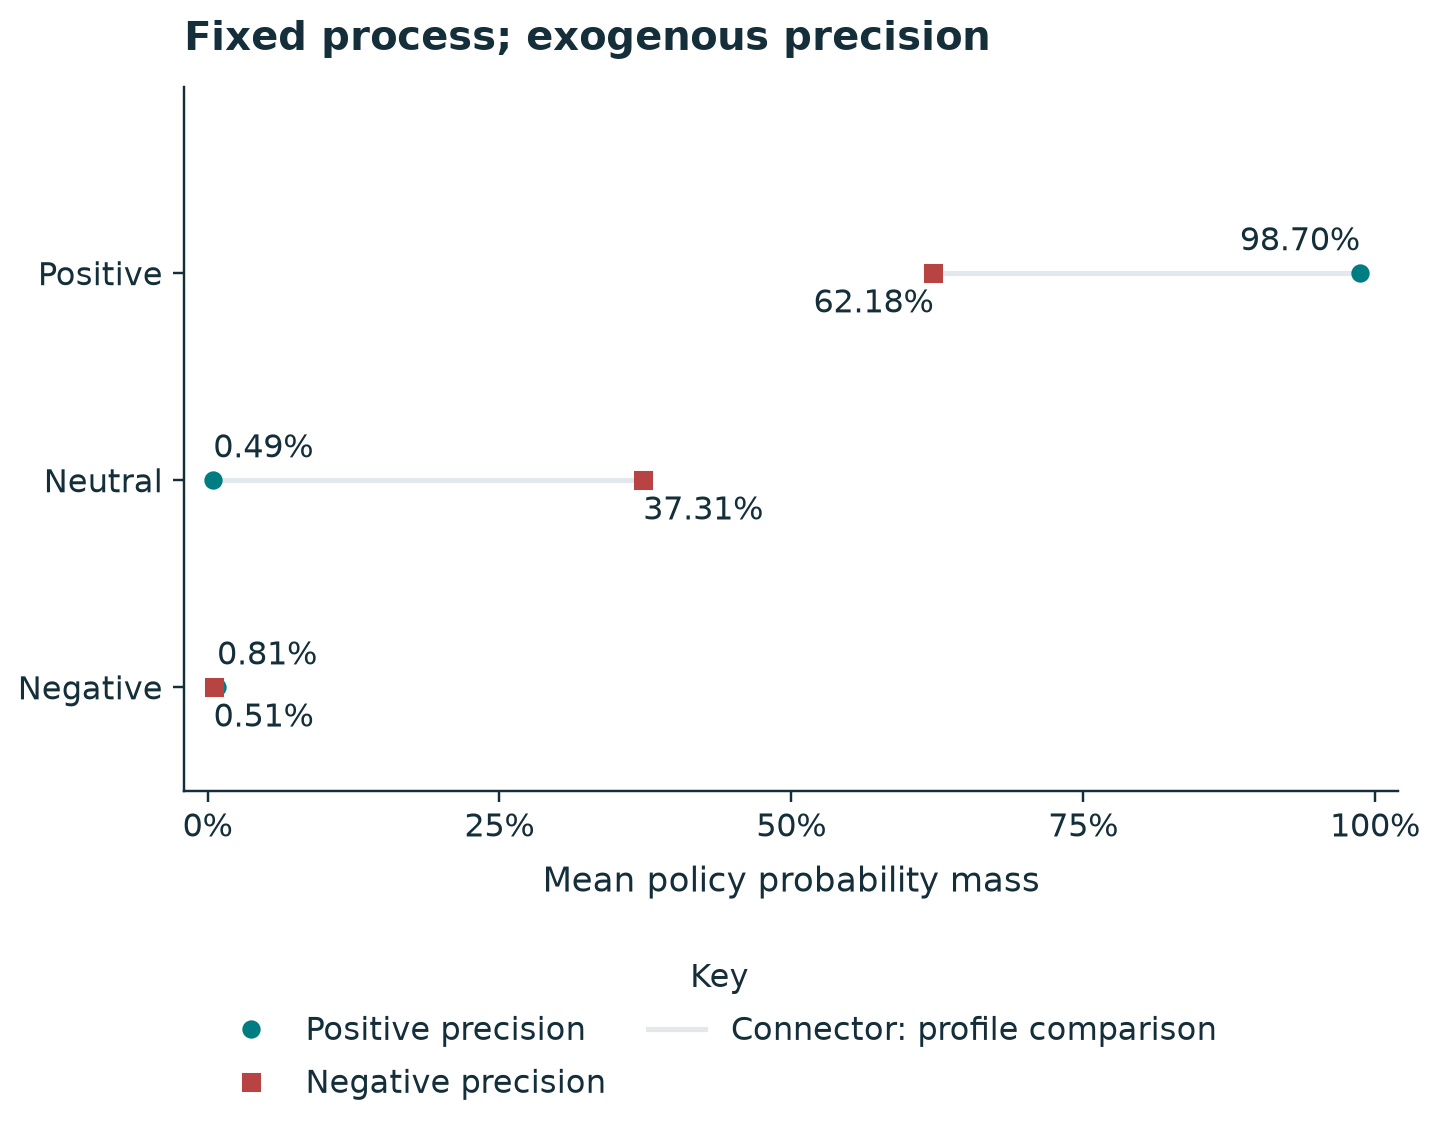 Fixed process; exogenous precision
Positive
98.70%
62.18%
Neutral
0.49%
37.31%
Negative
0.81%
0.51%
0% 25% 50% 75% 100%
Mean policy probability mass
Key
Positive precision
Connector: profile comparison
Negative precision